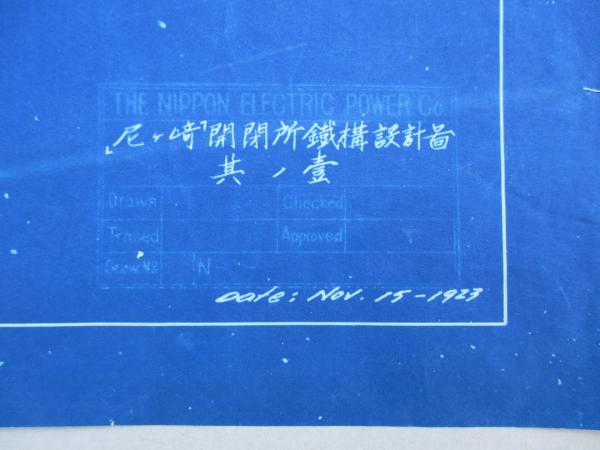 THE NIPPON ELECTRIC POWER Co
「尼ヶ崎」開閉所鐵構設計圖
其ノ壹
Drawn
Checked
Traced
Approved
Draw. No
N-
Date: Nov. 15-1923